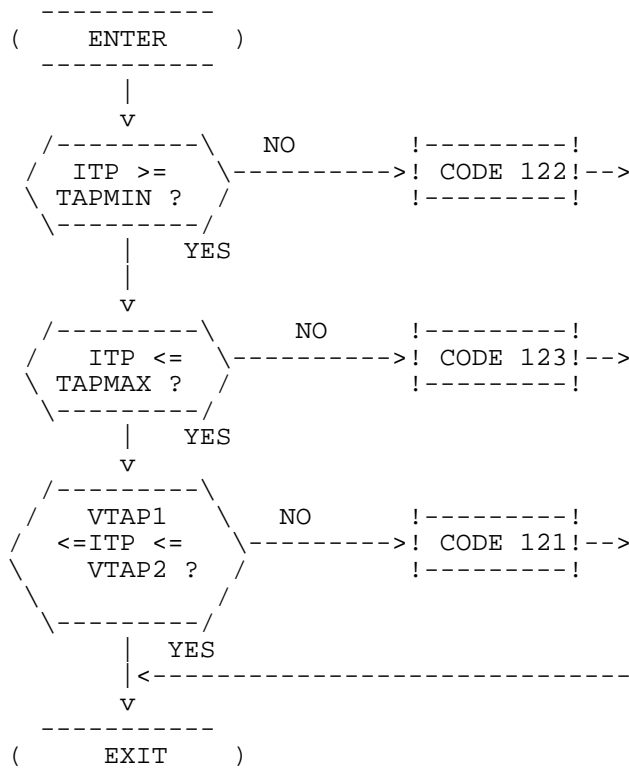 ENTER
NO
ITP >= CODE 122
TAPMIN ?
YES
NO
ITP <= CODE 123
TAPMAX ?
YES
VTAP1 NO
<=ITP <= CODE 121
VTAP2 ?
YES
EXIT